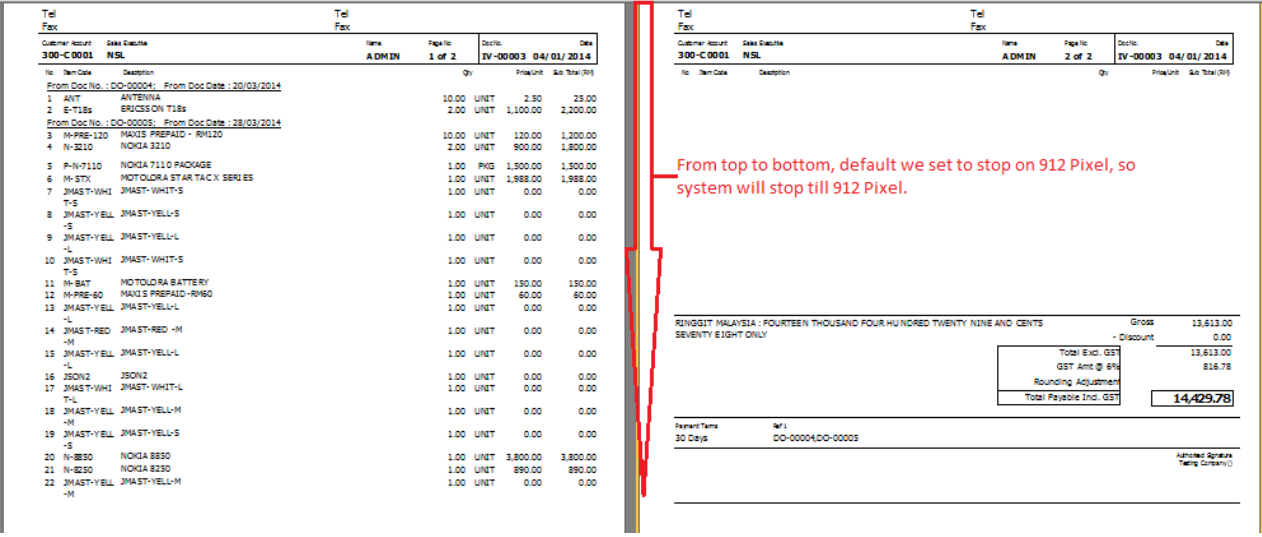 Tel Tel
Fax Fax
Customer Account Sales Executive Name Page No Doc No. Date
300-C0001 NSL ADMIN 1 of 2 IV-00003 04/01/2014
No Item Code Description Qty Price/Unit Sub Total (RM)
From Doc No. : DO-00004; From Doc Date : 20/03/2014
1 ANT ANTENNA 10.00 UNIT 2.50 25.00
2 E-T18s ERICSSON T18s 2.00 UNIT 1,100.00 2,200.00
From Doc No. : DO-00005; From Doc Date : 28/03/2014
3 M-PRE-120 MAXIS PREPAID - RM120 10.00 UNIT 120.00 1,200.00
4 N-3210 NOKIA 3210 2.00 UNIT 900.00 1,800.00
5 P-N-7110 NOKIA 7110 PACKAGE 1.00 PKG 1,500.00 1,500.00
6 M-STX MOTOLORA STARTAC X SERIES 1.00 UNIT 1,988.00 1,988.00
7 JMAST-WHI JMAST-WHIT-S 1.00 UNIT 0.00 0.00
T-S
8 JMAST-YELL JMAST-YELL-S 1.00 UNIT 0.00 0.00
-S
9 JMAST-YELL JMAST-YELL-L 1.00 UNIT 0.00 0.00
-L
10 JMAST-WHI JMAST-WHIT-S 1.00 UNIT 0.00 0.00
T-S
11 M-BAT MOTOLORA BATTERY 1.00 UNIT 150.00 150.00
12 M-PRE-60 MAXIS PREPAID-RM60 1.00 UNIT 60.00 60.00
13 JMAST-YELL JMAST-YELL-L 1.00 UNIT 0.00 0.00
-L
14 JMAST-RED JMAST-RED -M 1.00 UNIT 0.00 0.00
-M
15 JMAST-YELL JMAST-YELL-L 1.00 UNIT 0.00 0.00
-L
16 JSON2 JSON2 1.00 UNIT 0.00 0.00
17 JMAST-WHI JMAST-WHIT-L 1.00 UNIT 0.00 0.00
T-L
18 JMAST-YELL JMAST-YELL-M 1.00 UNIT 0.00 0.00
-M
19 JMAST-YELL JMAST-YELL-S 1.00 UNIT 0.00 0.00
-S
20 N-8850 NOKIA 8850 1.00 UNIT 3,800.00 3,800.00
21 N-8250 NOKIA 8250 1.00 UNIT 890.00 890.00
22 JMAST-YELL JMAST-YELL-M 1.00 UNIT 0.00 0.00
-M
Tel Tel
Fax Fax
Customer Account Sales Executive Name Page No Doc No. Date
300-C0001 NSL ADMIN 2 of 2 IV-00003 04/01/2014
No Item Code Description Qty Price/Unit Sub Total (RM)
From top to bottom, default we set to stop on 912 Pixel, so
system will stop till 912 Pixel.
RINGGIT MALAYSIA : FOURTEEN THOUSAND FOUR HUNDRED TWENTY NINE AND CENTS Gross 13,613.00
SEVENTY EIGHT ONLY - Discount 0.00
Total Excl. GST 13,613.00
GST Amt @ 6% 816.78
Rounding Adjustment
Total Payable Incl. GST 14,429.78
Payment Terms Ref 1
30 Days DO-00004,DO-00005
Authorised Signature
Testing Company()